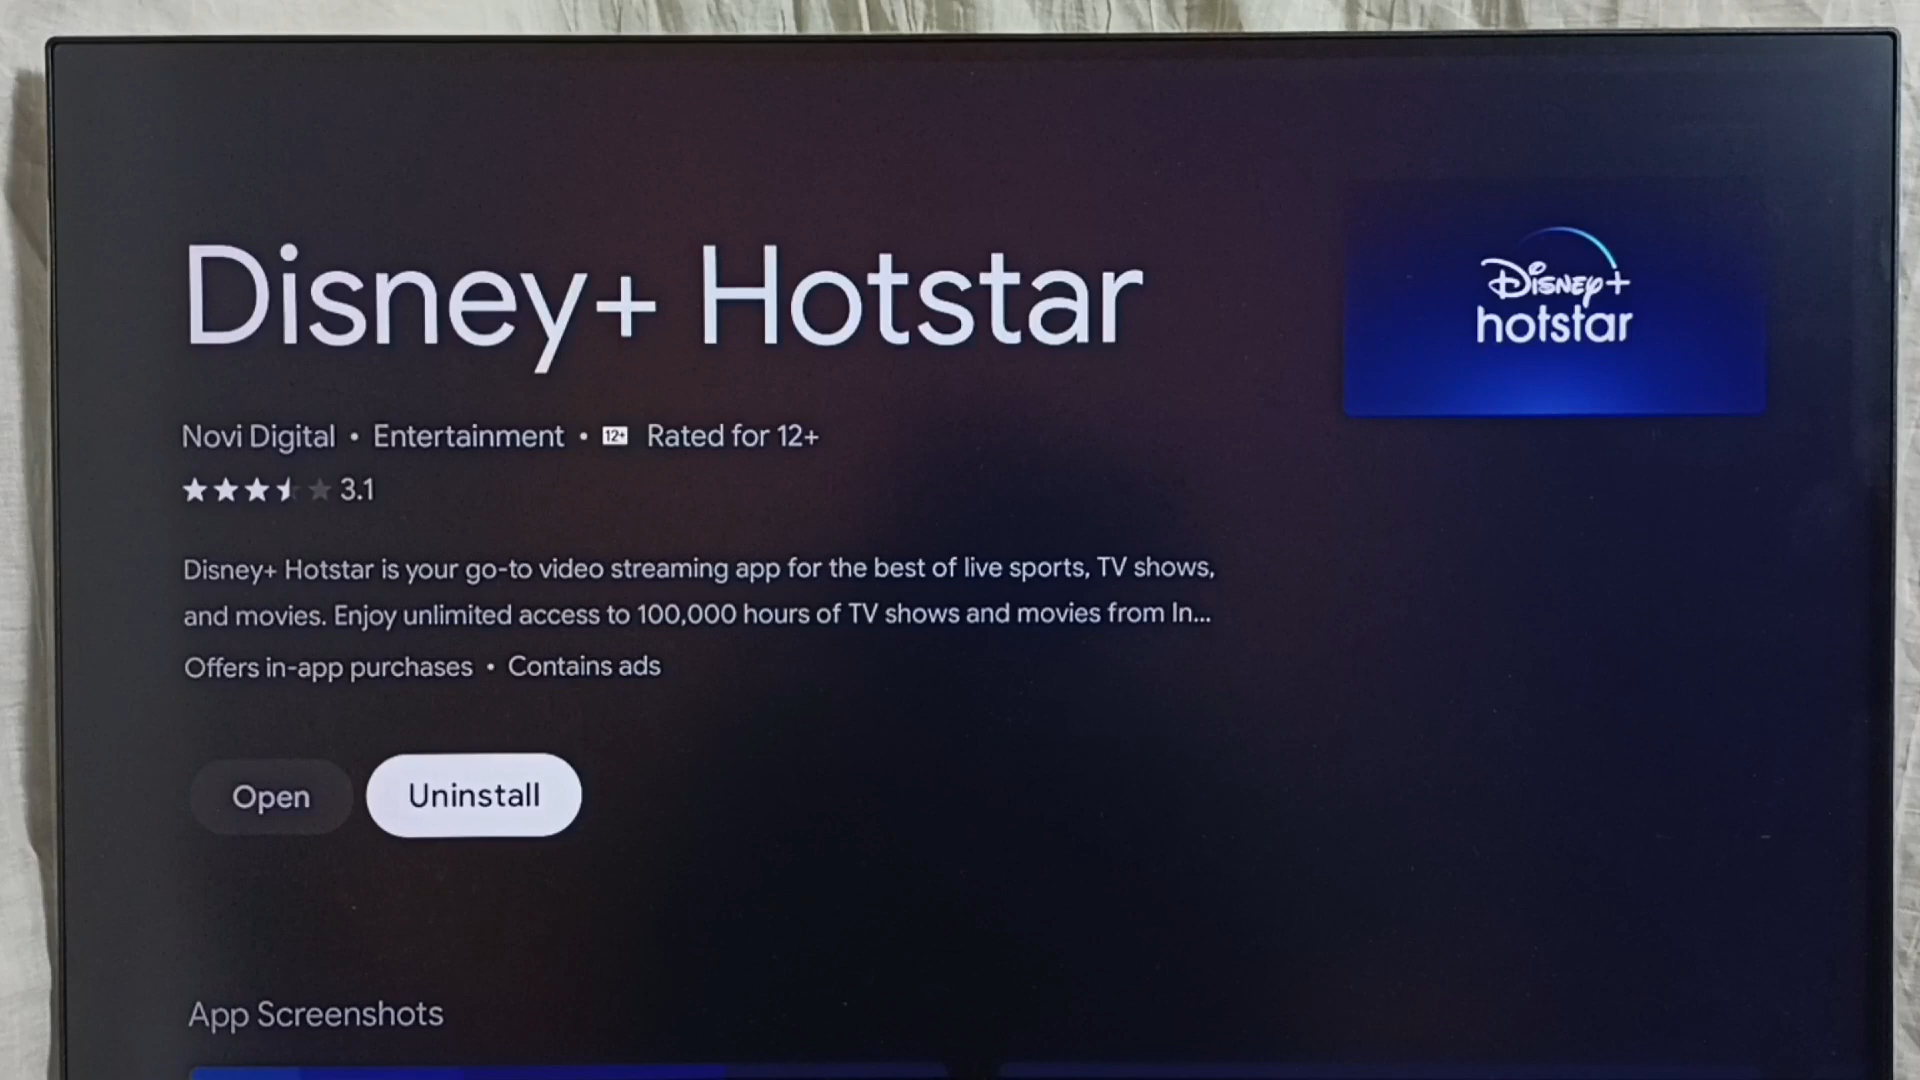 Disney+ Hotstar
Disney+
hotstar
Novi Digital • Entertainment • 12+ Rated for 12+
3.1
Disney+ Hotstar is your go-to video streaming app for the best of live sports, TV shows,
and movies. Enjoy unlimited access to 100,000 hours of TV shows and movies from In...
Offers in-app purchases • Contains ads
Open
Uninstall
App Screenshots